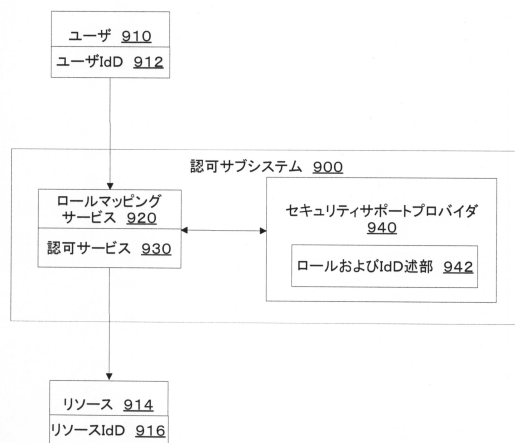 ユーザ 910
ユーザIdD 912
認可サブシステム 900
ロールマッピング
サービス 920
認可サービス 930
セキュリティサポートプロバイダ
940
ロールおよびIdD述部 942
リソース 914
リソースIdD 916